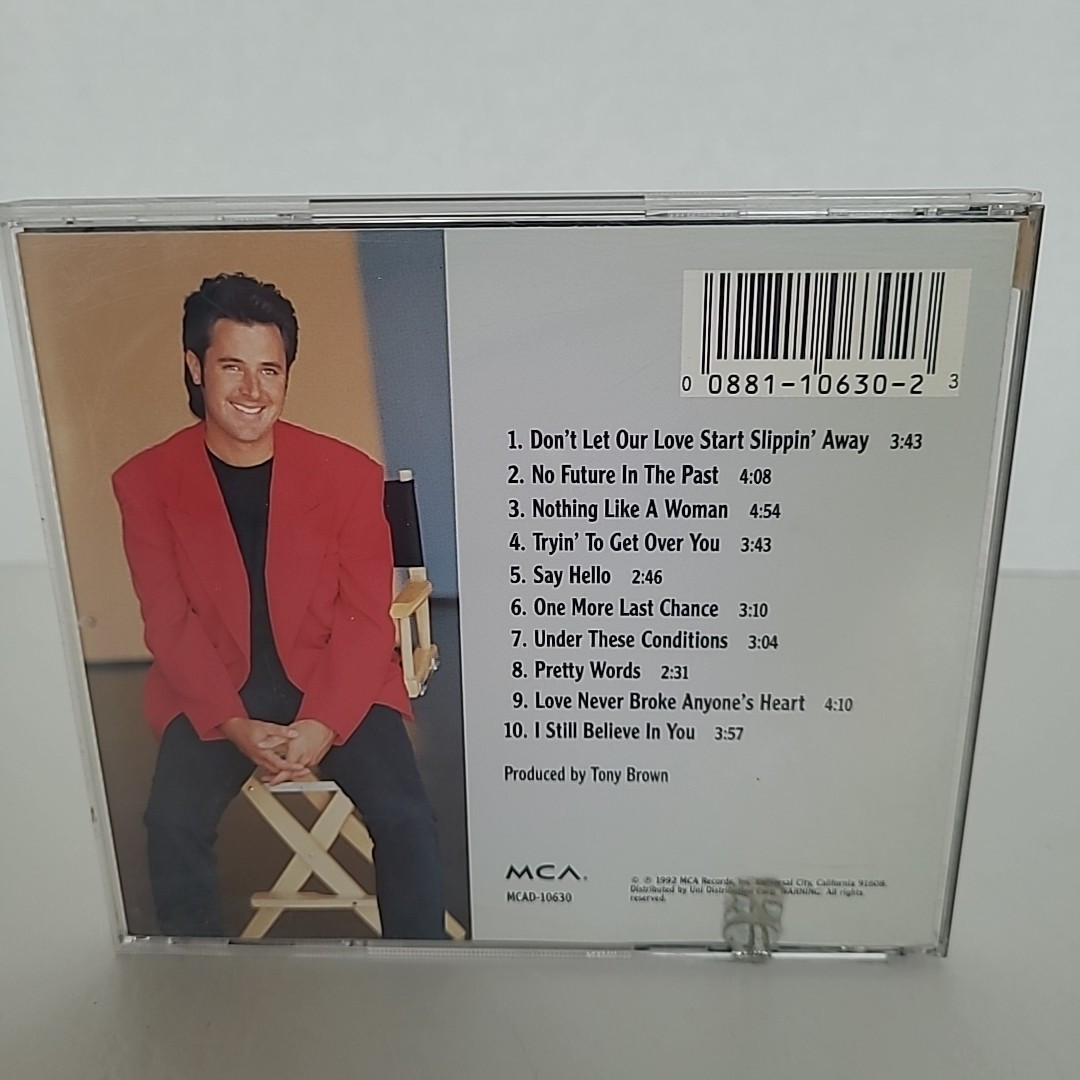 0 0881-10630-2 3
1. Don't Let Our Love Start Slippin' Away 3:43
2. No Future In The Past 4:08
3. Nothing Like A Woman 4:54
4. Tryin' To Get Over You 3:43
5. Say Hello 2:46
6. One More Last Chance 3:10
7. Under These Conditions 3:04
8. Pretty Words 2:31
9. Love Never Broke Anyone's Heart 4:10
10. I Still Believe In You 3:57
Produced by Tony Brown
MCA.
MCAD-10630
© ℗ 1992 MCA Records, Universal City, California 91608.
Distributed by Uni WARNING: All rights
reserved.